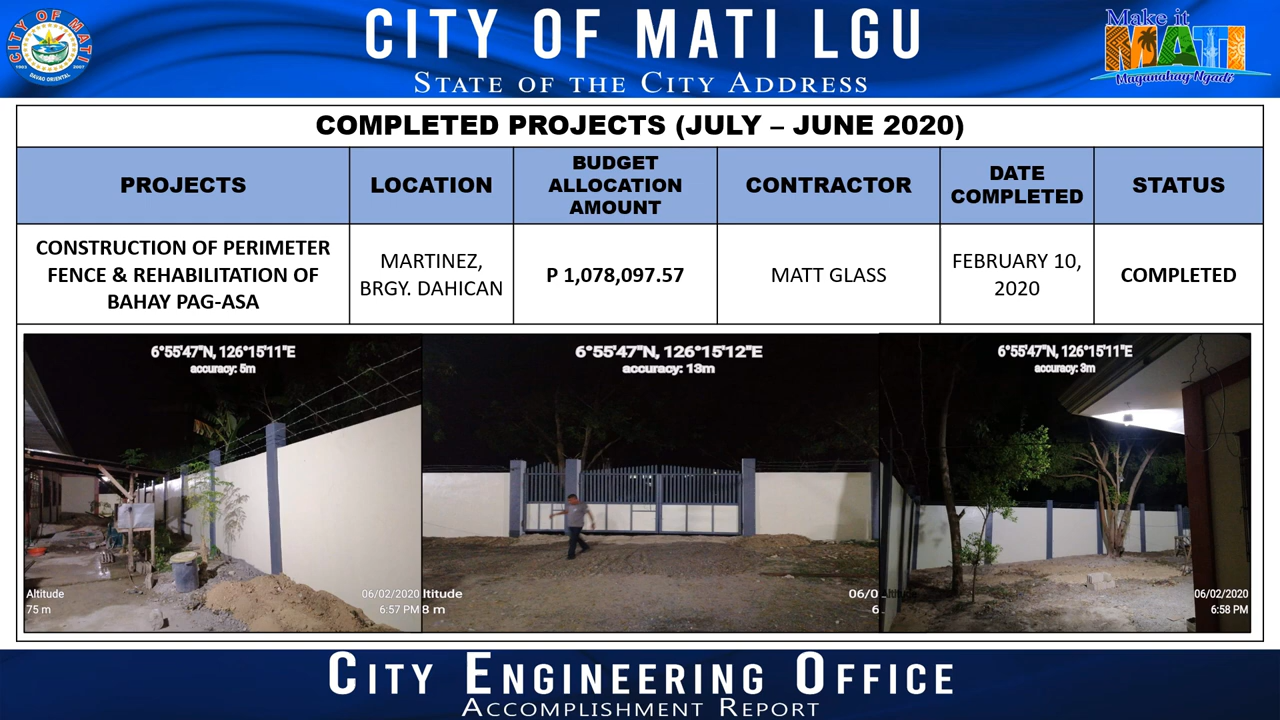 CITY OF MATI LGU
STATE OF THE CITY ADDRESS
CITY OF MATI
1903
2007
DAVAO ORIENTAL
Make it
MATI
Maganahay Ngadi
COMPLETED PROJECTS (JULY – JUNE 2020)
PROJECTS
LOCATION
BUDGET
ALLOCATION
AMOUNT
CONTRACTOR
DATE
COMPLETED
STATUS
CONSTRUCTION OF PERIMETER
FENCE & REHABILITATION OF
BAHAY PAG-ASA
MARTINEZ,
BRGY. DAHICAN
P 1,078,097.57
MATT GLASS
FEBRUARY 10,
2020
COMPLETED
6°55'47"N, 126°15'11"E
accuracy: 5m
Altitude
75 m
06/02/2020
6:57 PM
6°55'47"N, 126°15'12"E
accuracy: 13m
ltitude
8 m
06/0
6:
6°55'47"N, 126°15'11"E
accuracy: 3m
06/02/2020
6:58 PM
CITY ENGINEERING OFFICE
ACCOMPLISHMENT REPORT